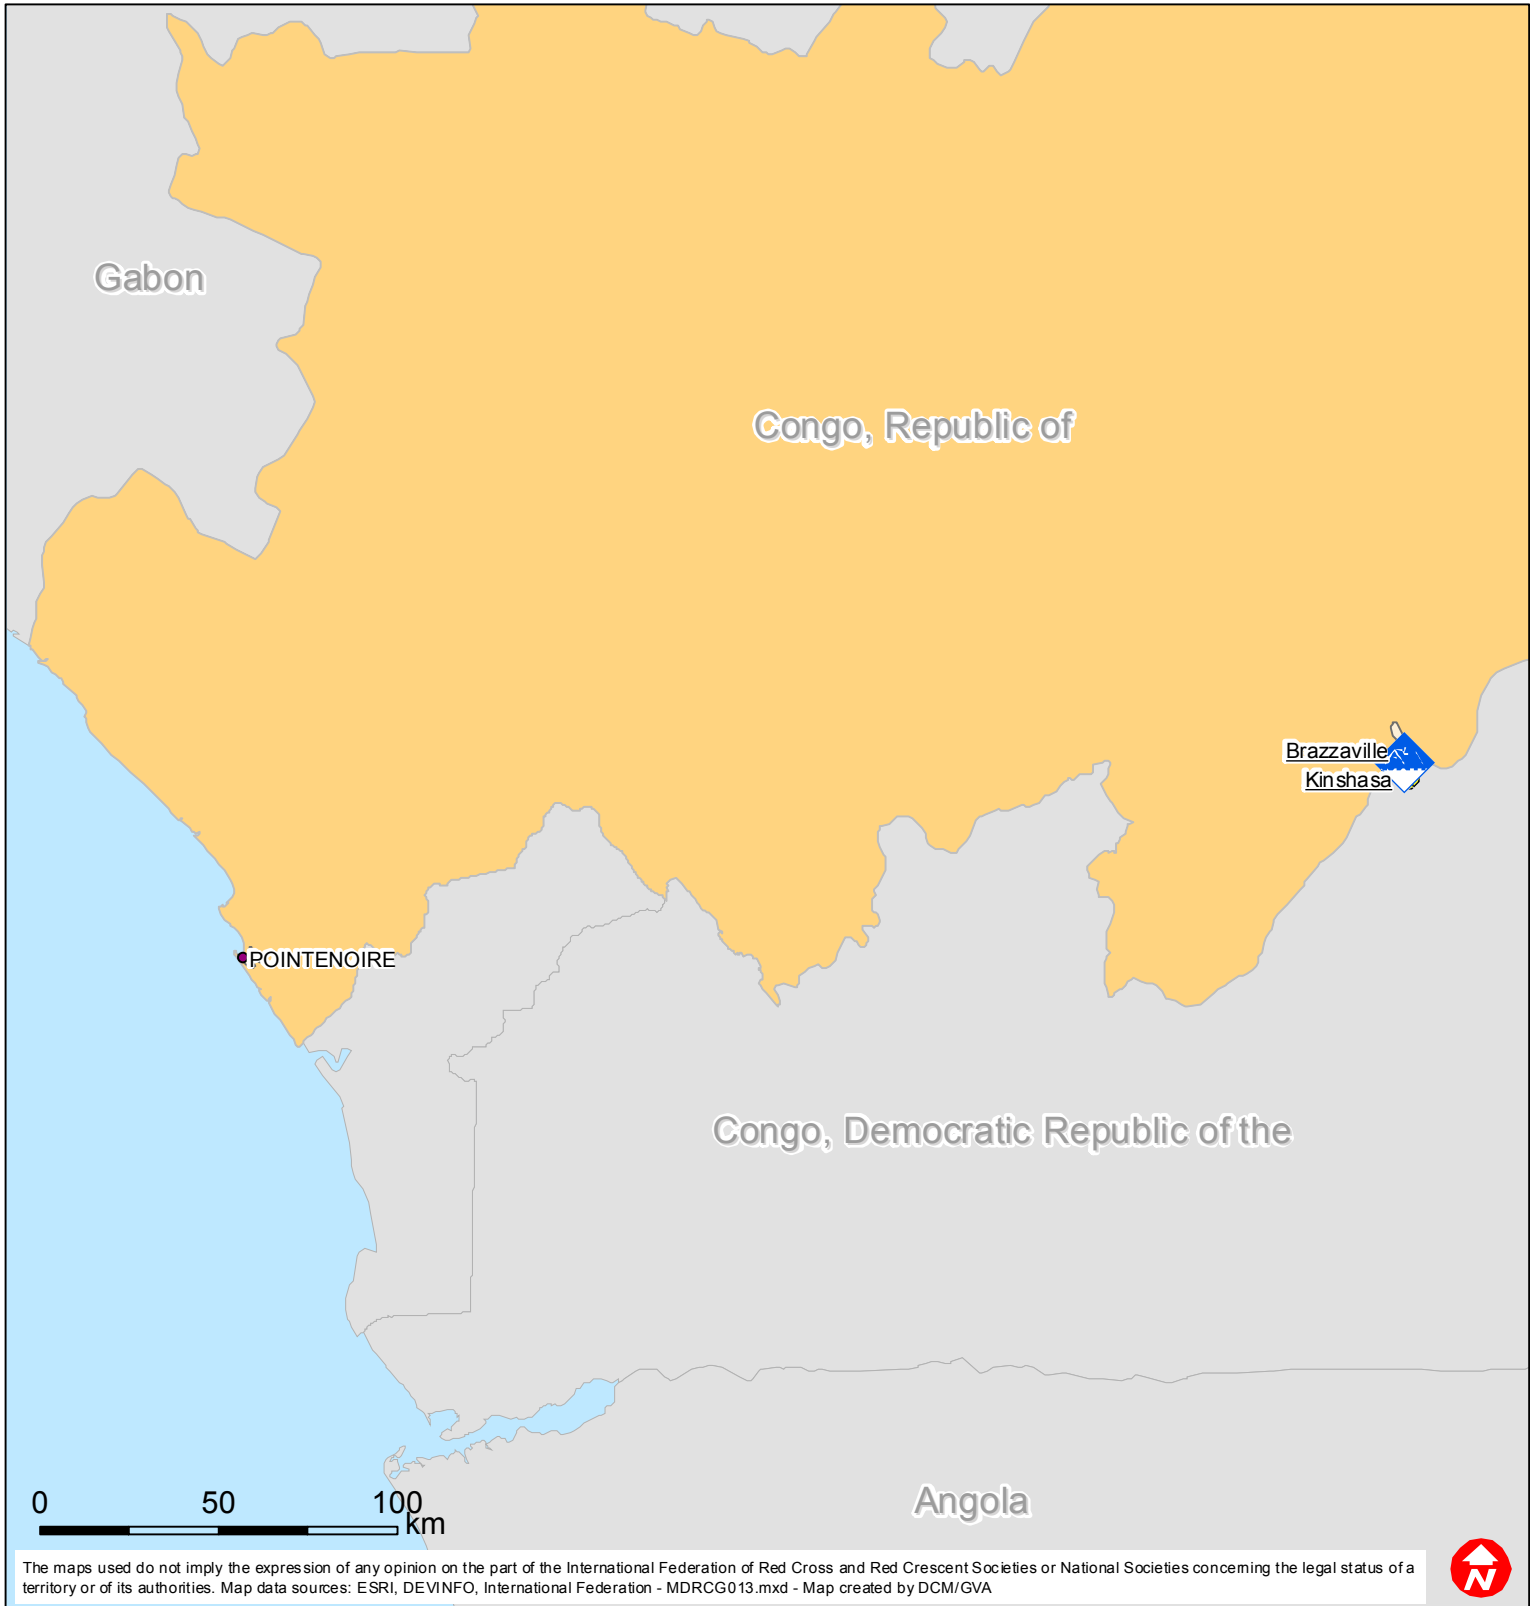 Gabon
Congo, Republic of
Brazzaville
Kinshasa
POINTENOIRE
Congo, Democratic Republic of the
Angola
0 50 100
km
The maps used do not imply the expression of any opinion on the part of the International Federation of Red Cross and Red Crescent Societies or National Societies concerning the legal status of a
territory or of its authorities. Map data sources: ESRI, DEVINFO, International Federation - MDRCG013.mxd - Map created by DCM/GVA
N